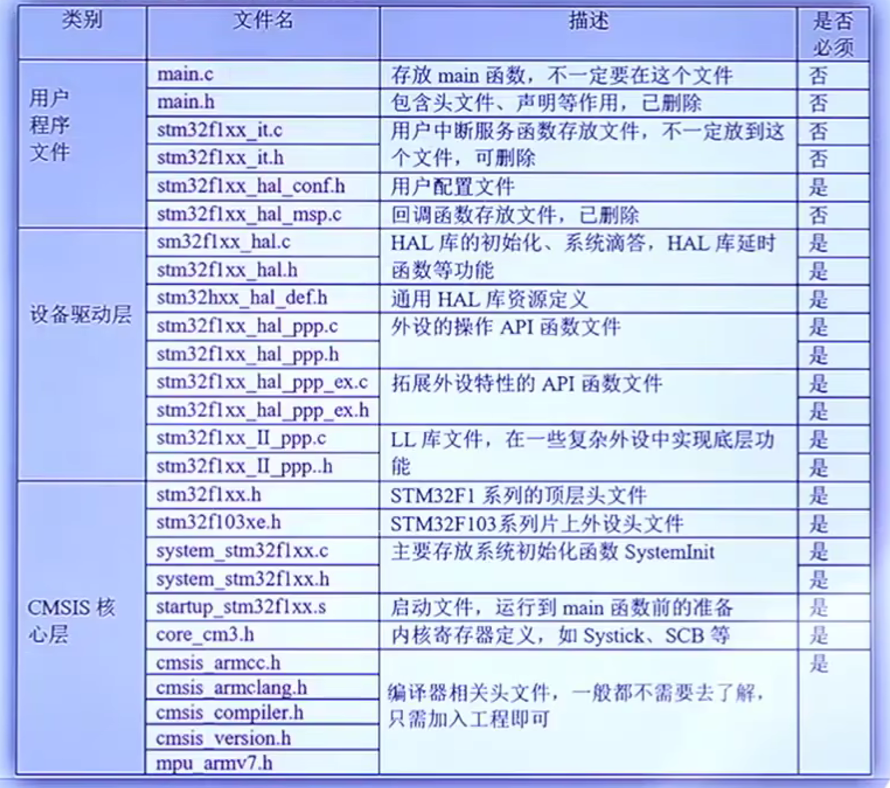 类别 文件名 描述 是否
必须
main.c 存放 main 函数，不一定要在这个文件 否
用户
程序
文件
main.h 包含头文件、声明等作用，已删除 否
stm32f1xx_it.c 用户中断服务函数存放文件，不一定放到这 否
stm32f1xx_it.h 个文件，可删除 否
stm32f1xx_hal_conf.h 用户配置文件 是
stm32f1xx_hal_msp.c 回调函数存放文件，已删除 否
设备驱动层
sm32f1xx_hal.c HAL 库的初始化、系统滴答，HAL 库延时 是
stm32f1xx_hal.h 函数等功能 是
stm32hxx_hal_def.h 通用 HAL 库资源定义 是
stm32f1xx_hal_ppp.c 外设的操作 API 函数文件 是
stm32f1xx_hal_ppp.h 是
stm32f1xx_hal_ppp_ex.c 拓展外设特性的 API 函数文件 是
stm32f1xx_hal_ppp_ex.h 是
stm32f1xx_II_ppp.c LL 库文件，在一些复杂外设中实现底层功 是
stm32f1xx_II_ppp..h 能 是
CMSIS 核
心层
stm32f1xx.h STM32F1 系列的顶层头文件 是
stm32f103xe.h STM32F103系列片上外设头文件 是
system_stm32f1xx.c 主要存放系统初始化函数 SystemInit 是
system_stm32f1xx.h 是
startup_stm32f1xx.s 启动文件，运行到 main 函数前的准备 是
core_cm3.h 内核寄存器定义，如 Systick、SCB 等 是
cmsis_armcc.h 是
cmsis_armclang.h 编译器相关头文件，一般都不需要去了解，
cmsis_compiler.h 只需加入工程即可
cmsis_version.h
mpu_armv7.h